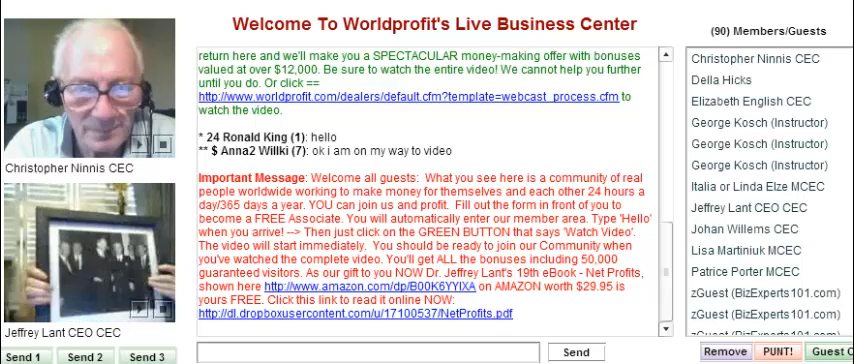 Welcome To Worldprofit's Live Business Center
Christopher Ninnis CEC
Jeffrey Lant CEO CEC
Send 1
Send 2
Send 3
return here and we'll make you a SPECTACULAR money-making offer with bonuses
valued at over $12,000. Be sure to watch the entire video! We cannot help you further
until you do. Or click ==
http://www.worldprofit.com/dealers/default.cfm?template=webcast_process.cfm to
watch the video.
* 24 Ronald King (1): hello
** $ Anna2 Willki (7): ok i am on my way to video
Important Message: Welcome all guests: What you see here is a community of real
people worldwide working to make money for themselves and each other 24 hours a
day/365 days a year. YOU can join us and profit. Fill out the form in front of you to
become a FREE Associate. You will automatically enter our member area. Type 'Hello'
when you arrive! --> Then just click on the GREEN BUTTON that says 'Watch Video'.
The video will start immediately. You should be ready to join our Community when
you've watched the complete video. You'll get ALL the bonuses including 50,000
guaranteed visitors. As our gift to you NOW Dr. Jeffrey Lant's 19th eBook - Net Profits,
shown here http://www.amazon.com/dp/B00K6YYIXA on AMAZON worth $29.95 is
yours FREE. Click this link to read it online NOW:
http://dl.dropboxusercontent.com/u/17100537/NetProfits.pdf
Send
(90) Members/Guests
Christopher Ninnis CEC
Della Hicks
Elizabeth English CEC
George Kosch (Instructor)
George Kosch (Instructor)
George Kosch (Instructor)
Italia or Linda Elze MCEC
Jeffrey Lant CEO CEC
Johan Willems CEC
Lisa Martiniuk MCEC
Patrice Porter MCEC
zGuest (BizExperts101.com)
zGuest (BizExperts101.com)
zGuest (BizExperts101.com)
Remove
PUNT!
Guest C